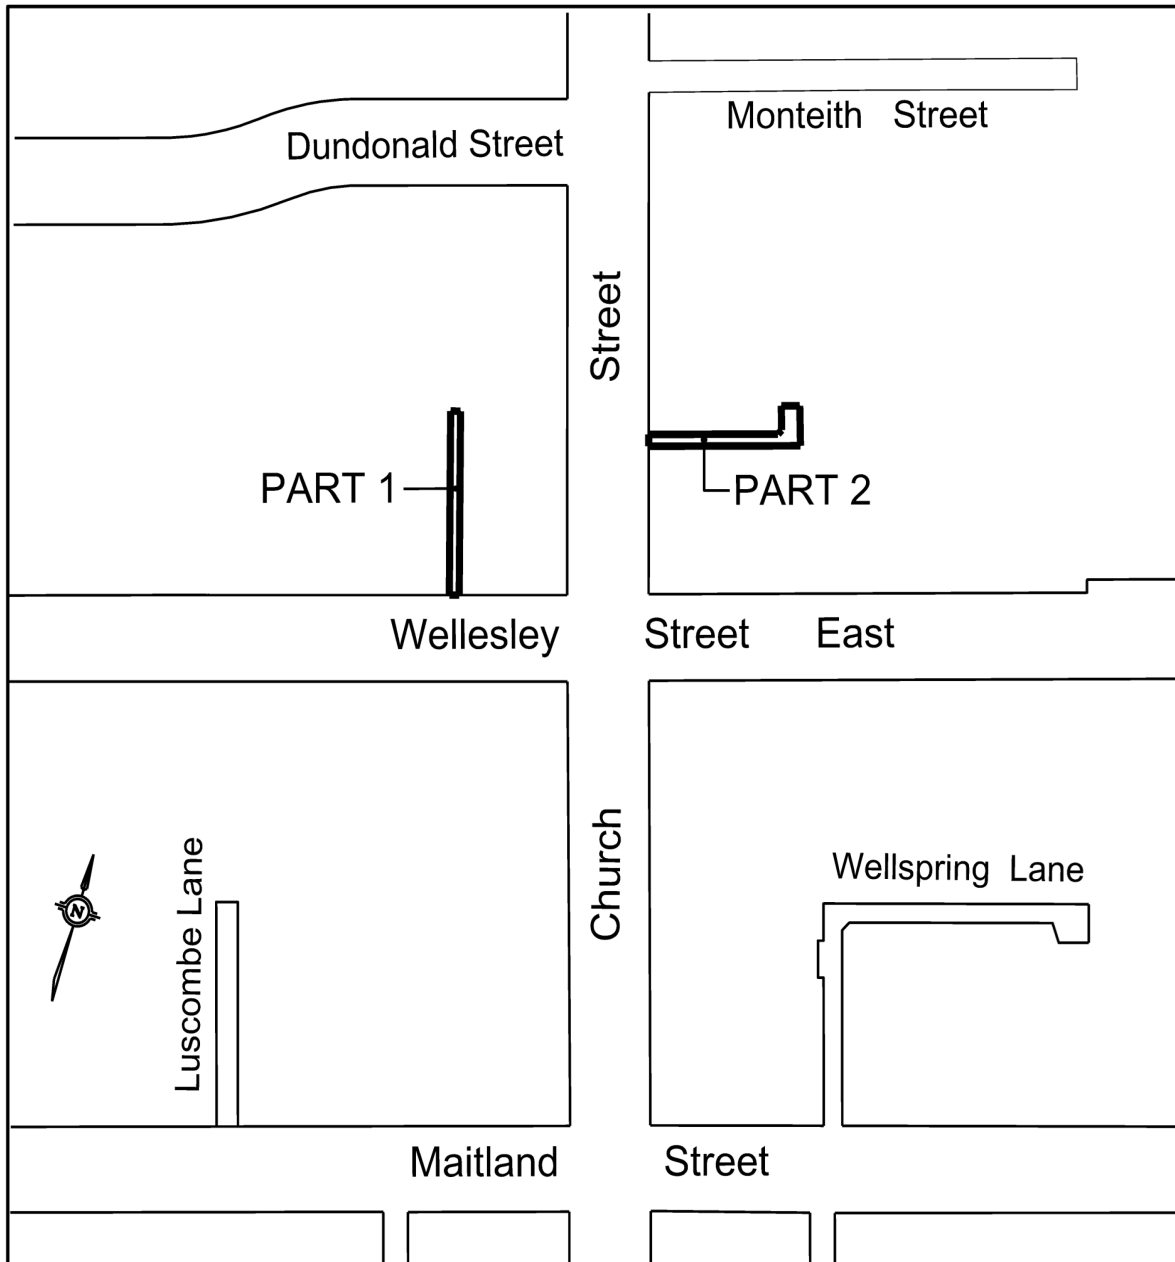 Monteith Street
Dundonald Street
Street
PART 1
PART 2
Wellesley Street East
Church
Wellspring Lane
Luscombe Lane
N
Maitland Street